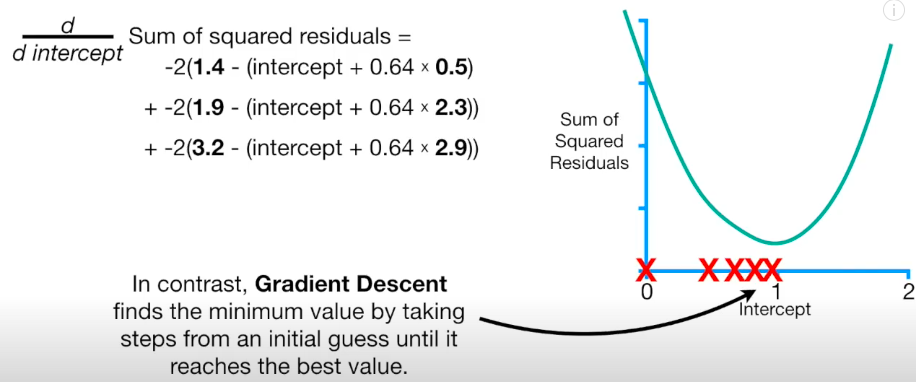 d
d intercept
Sum of squared residuals =
-2(1.4 - (intercept + 0.64 × 0.5)
+ -2(1.9 - (intercept + 0.64 × 2.3))
+ -2(3.2 - (intercept + 0.64 × 2.9))
In contrast, Gradient Descent
finds the minimum value by taking
steps from an initial guess until it
reaches the best value.
Sum of
Squared
Residuals
X X X X X
0 1 2
Intercept
i